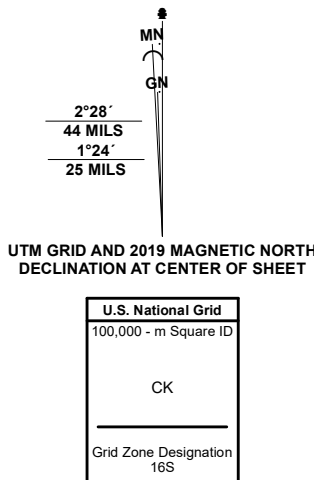 MN
GN
2°28´
44 MILS
1°24´
25 MILS
UTM GRID AND 2019 MAGNETIC NORTH
DECLINATION AT CENTER OF SHEET
U.S. National Grid
100,000 - m Square ID
CK
Grid Zone Designation
16S